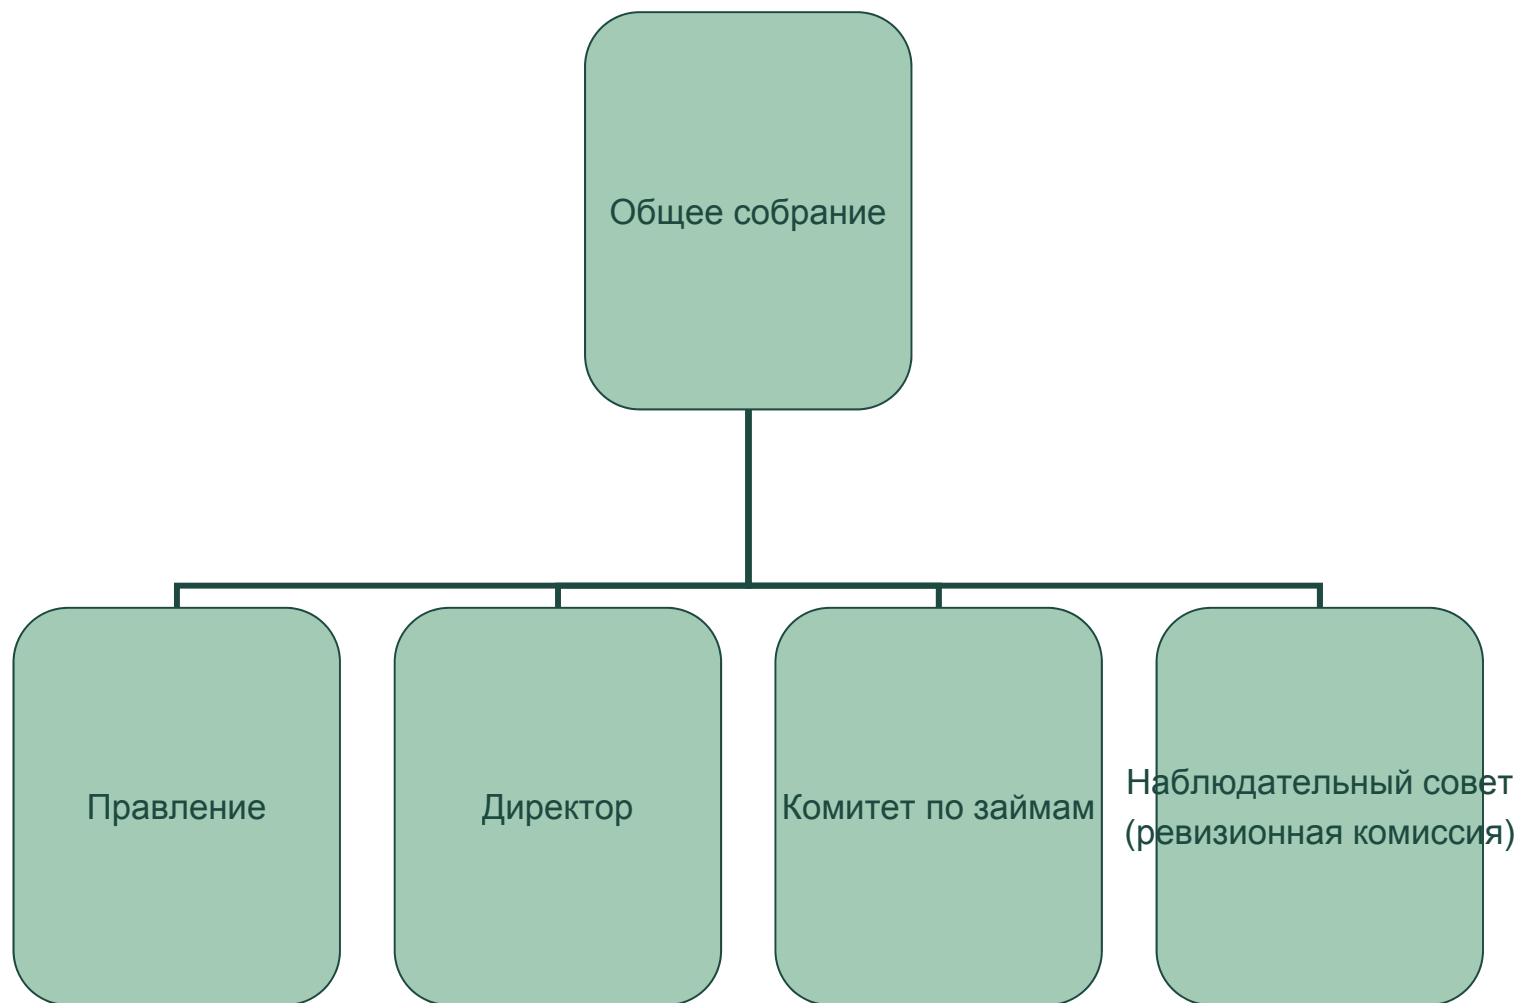 Общее собрание
Правление
Директор
Комитет по займам
Наблюдательный совет
(ревизионная комиссия)